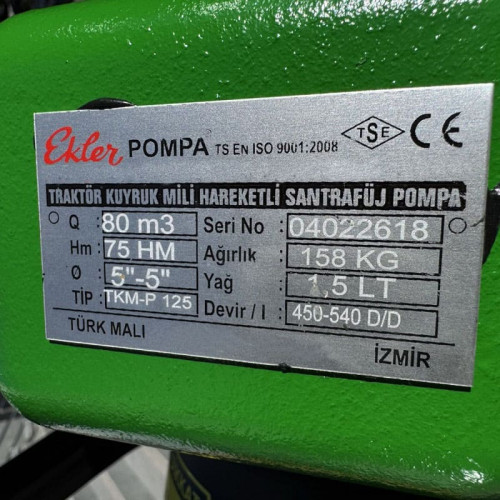 Ekler POMPA TS EN ISO 9001:2008 TSE CE
TRAKTÖR KUYRUK MİLİ HAREKETLİ SANTRAFÜJ POMPA
Q 80 m3 Seri No 04022618
Hm 75 HM Ağırlık 158 KG
Ø 5"-5" Yağ 1,5 LT
TİP TKM-P 125 Devir / I 450-540 D/D
TÜRK MALI İZMİR